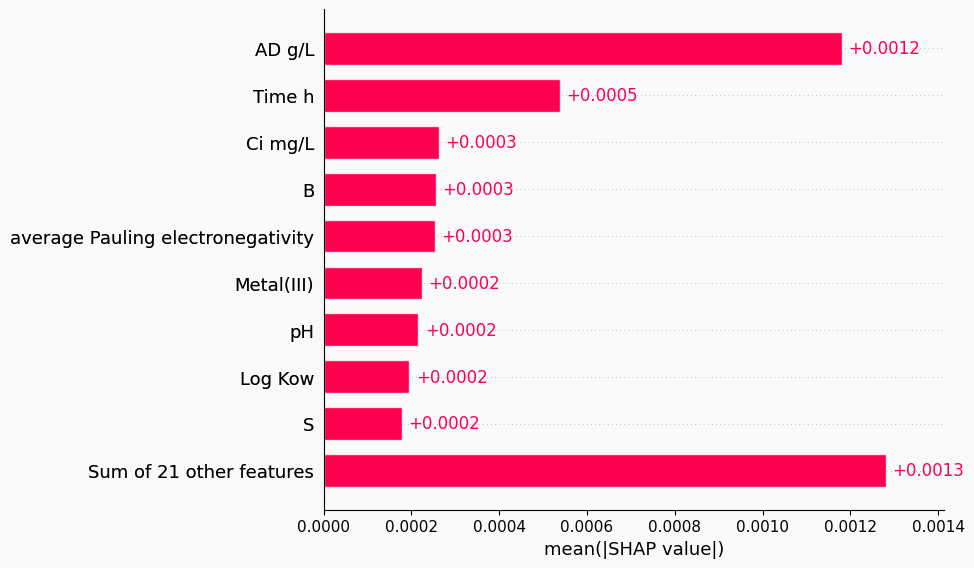 AD g/L +0.0012
Time h +0.0005
Ci mg/L +0.0003
B +0.0003
average Pauling electronegativity +0.0003
Metal(III) +0.0002
pH +0.0002
Log Kow +0.0002
S +0.0002
Sum of 21 other features +0.0013
0.0000 0.0002 0.0004 0.0006 0.0008 0.0010 0.0012 0.0014
mean(|SHAP value|)